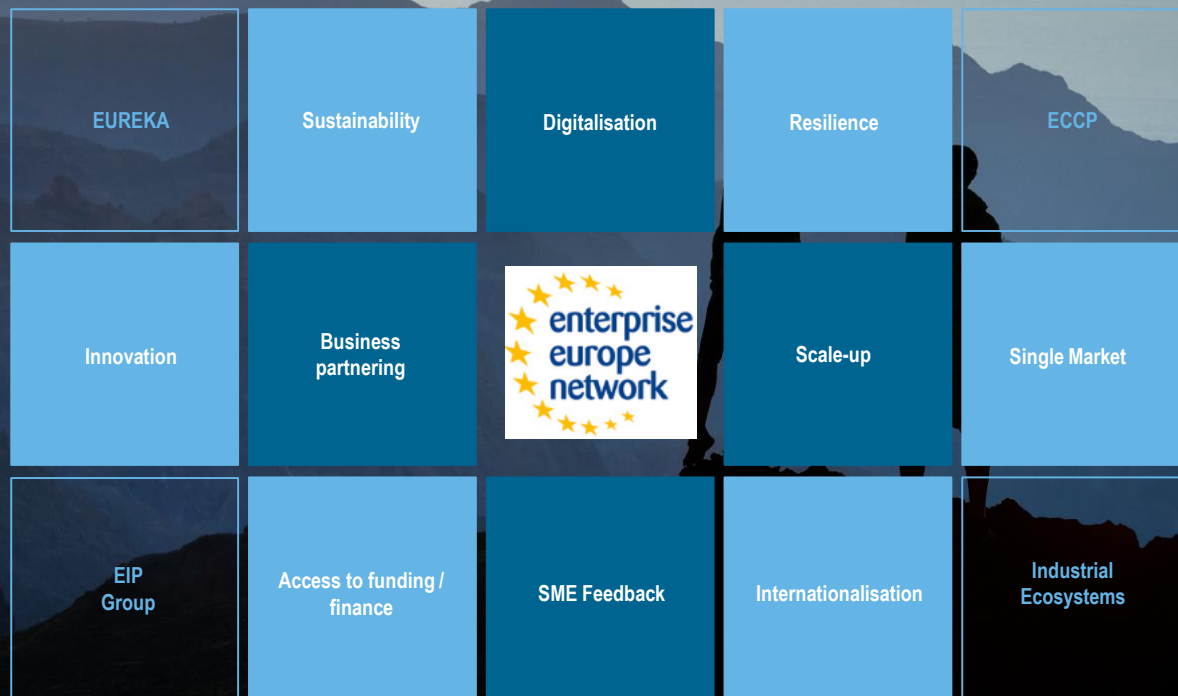 EUREKA
Sustainability
Digitalisation
Resilience
ECCP
Innovation
Business
partnering
enterprise
europe
network
Scale-up
Single Market
EIP
Group
Access to funding /
finance
SME Feedback
Internationalisation
Industrial
Ecosystems